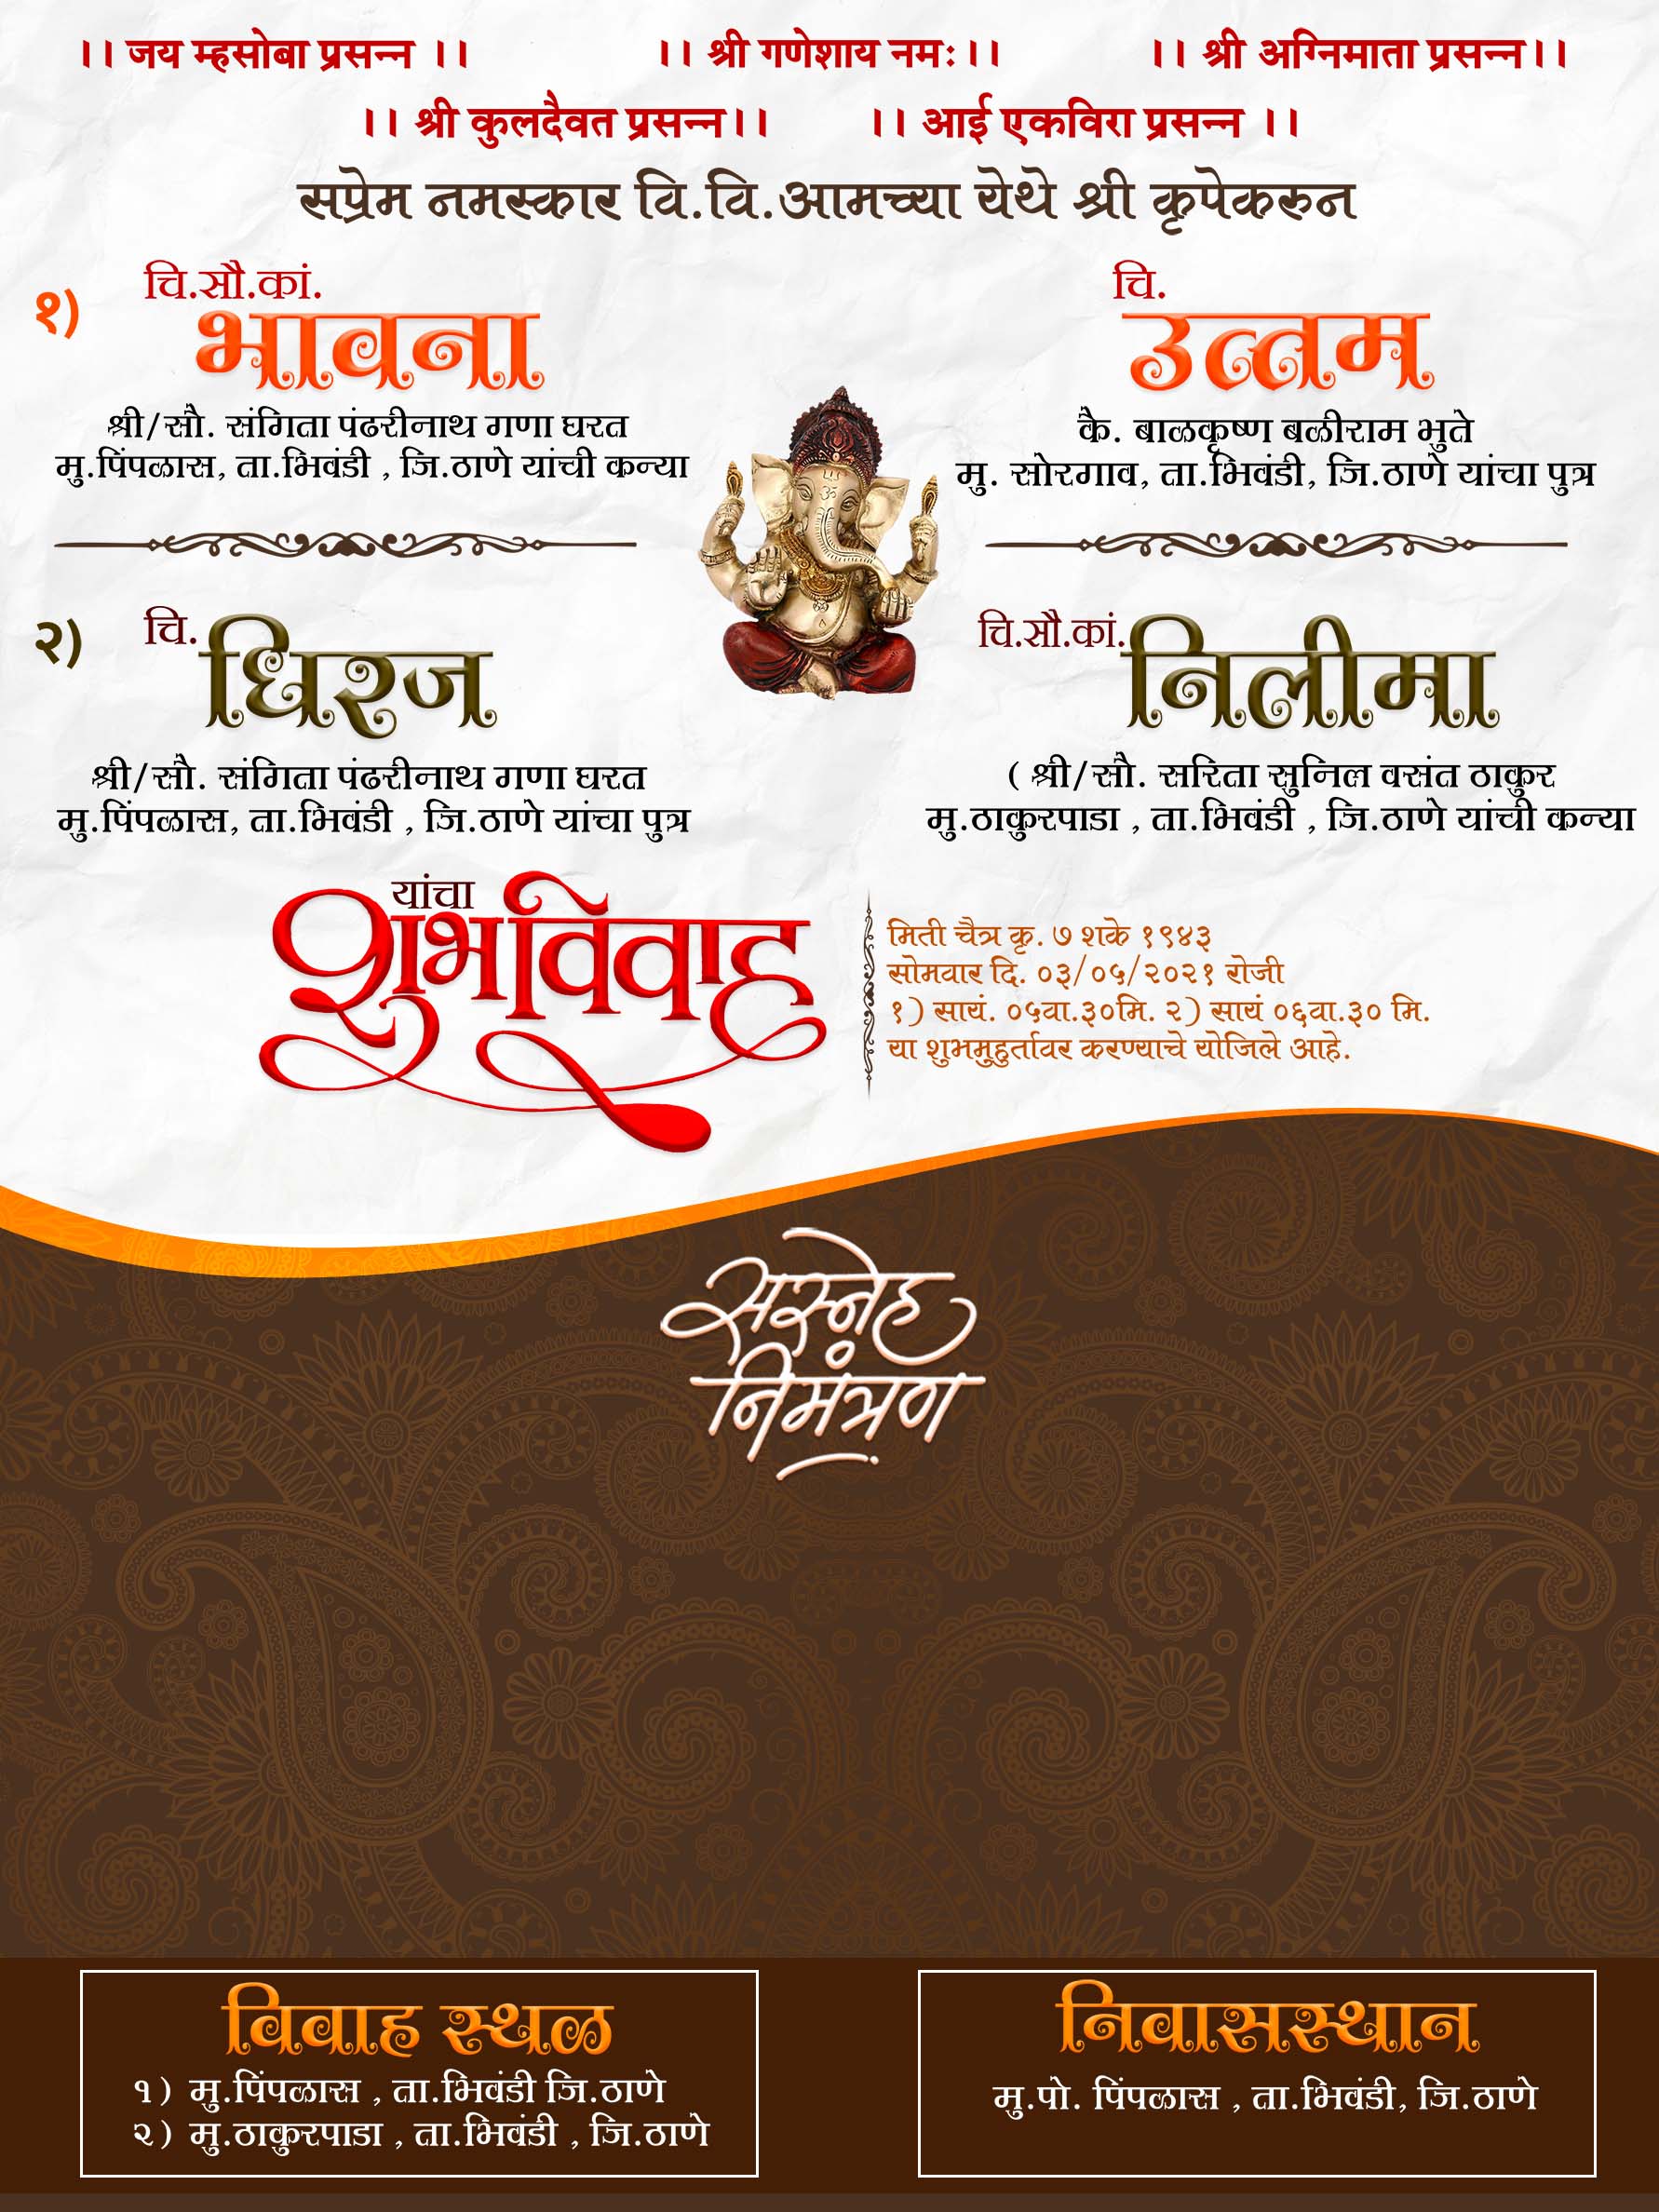 ।। जय म्हसोबा प्रसन्न ।। ।। श्री गणेशाय नमः।। ।। श्री अग्निमाता प्रसन्न।।
।। श्री कुलदैवत प्रसन्न।। ।। आई एकविरा प्रसन्न ।।
सप्रेम नमस्कार वि.वि.आमच्या येथे श्री कृपेकरुन
१) चि.सौ.कां.
भावना
श्री/सौ. संगिता पंढरीनाथ गणा घरत
मु.पिंपळास, ता.भिवंडी , जि.ठाणे यांची कन्या
चि.
उत्तम
कै. बाळकृष्ण बळीराम भुते
मु. सोरगाव, ता.भिवंडी, जि.ठाणे यांचा पुत्र
२) चि. धिरज
श्री/सौ. संगिता पंढरीनाथ गणा घरत
मु.पिंपळास, ता.भिवंडी , जि.ठाणे यांचा पुत्र
चि.सौ.कां. निलीमा
( श्री/सौ. सरिता सुनिल वसंत ठाकुर
मु.ठाकुरपाडा , ता.भिवंडी , जि.ठाणे यांची कन्या
यांचा
शुभविवाह
मिती चैत्र कृ. ७ शके १९४३
सोमवार दि. ०३/०५/२०२१ रोजी
१) सायं. ०५वा.३०मि. २) सायं ०६वा.३० मि.
या शुभमुहुर्तावर करण्याचे योजिले आहे.
सस्नेह
निमंत्रण
विवाह स्थळ
१) मु.पिंपळास , ता.भिवंडी जि.ठाणे
२) मु.ठाकुरपाडा , ता.भिवंडी , जि.ठाणे
निवासस्थान
मु.पो. पिंपळास , ता.भिवंडी, जि.ठाणे